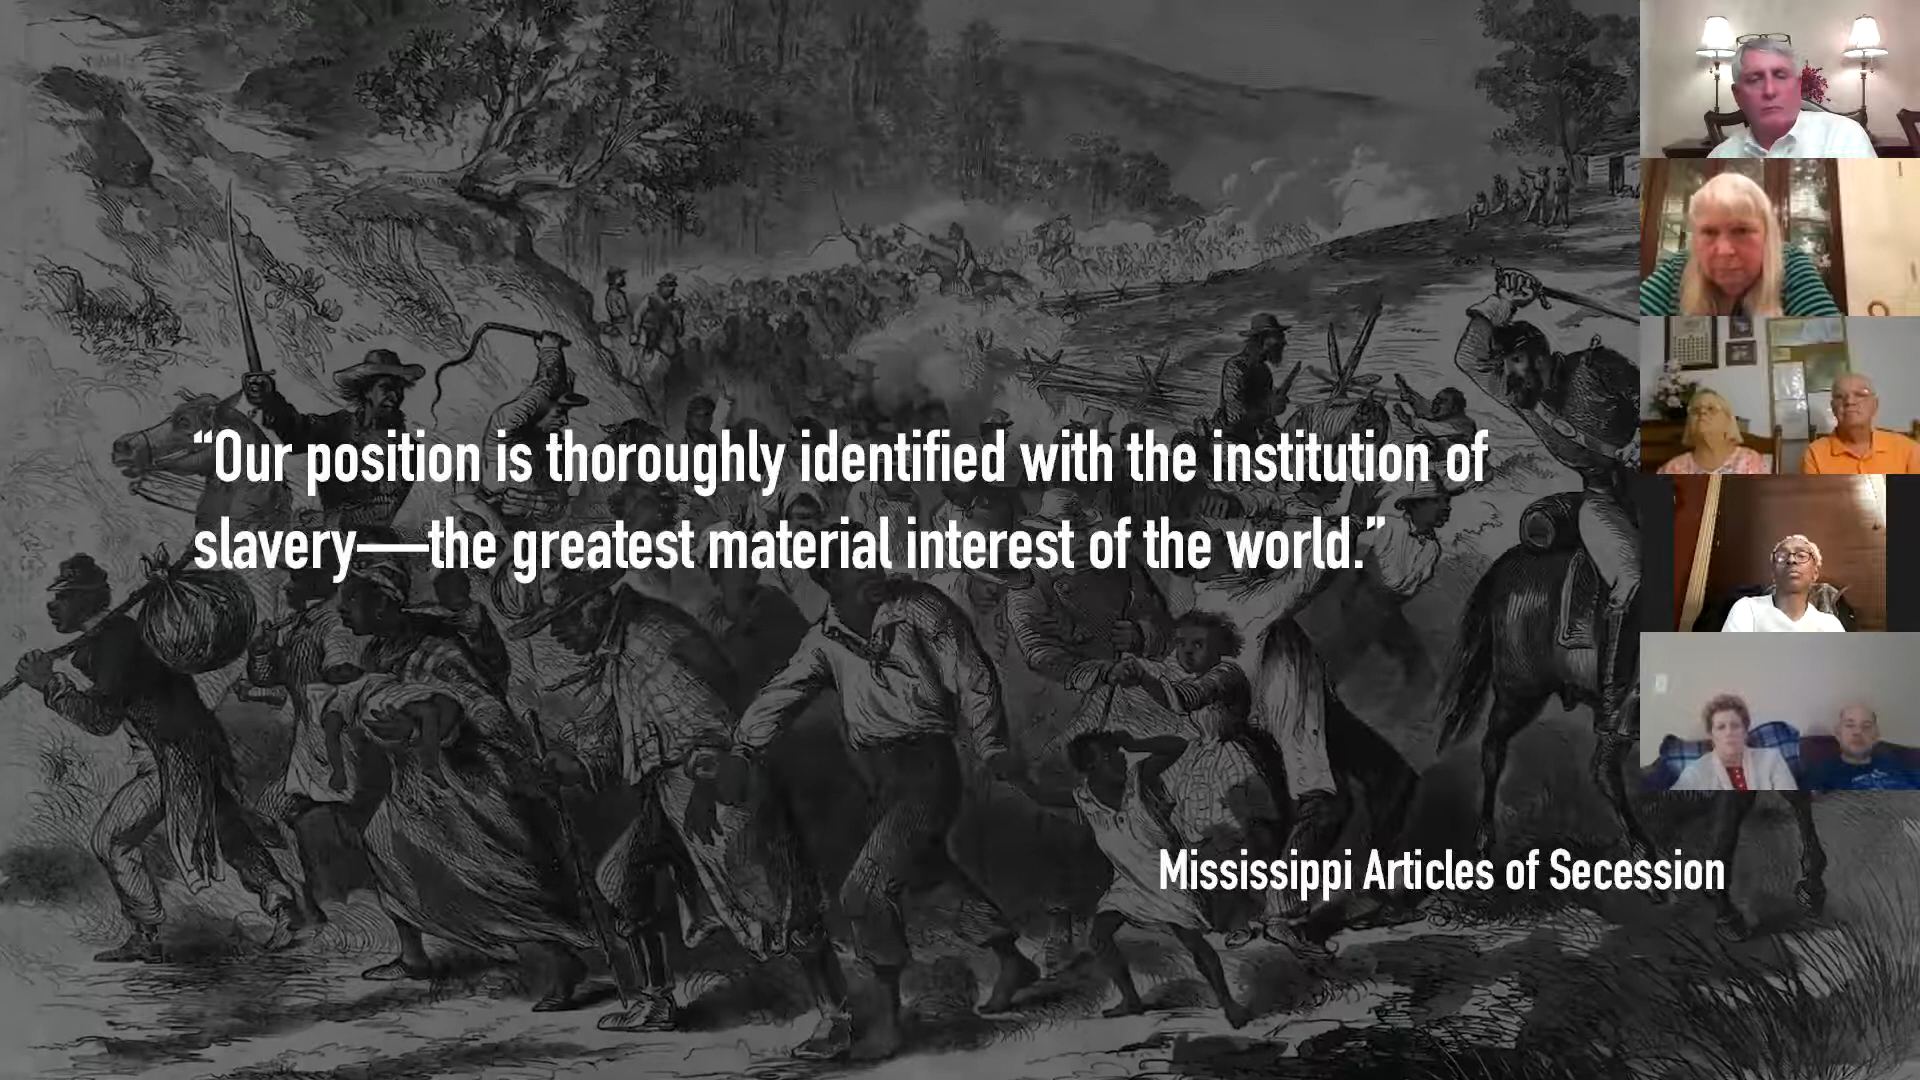 “Our position is thoroughly identified with the institution of
slavery—the greatest material interest of the world.”
Mississippi Articles of Secession